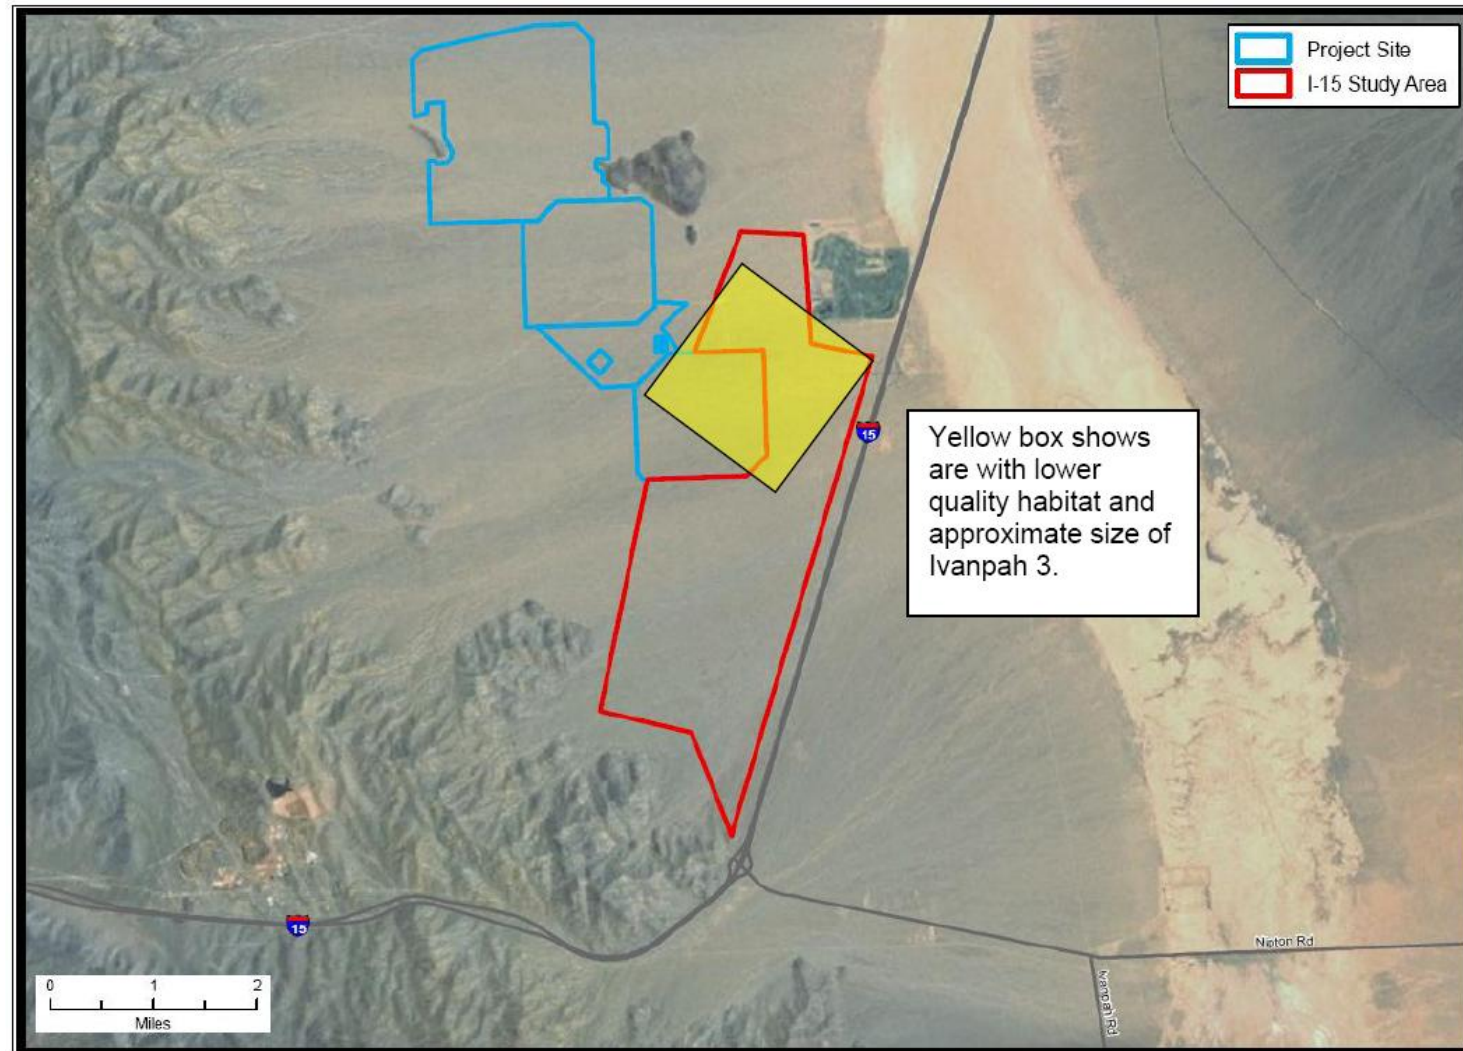 Project Site
I-15 Study Area
15
Yellow box shows
are with lower
quality habitat and
approximate size of
Ivanpah 3.
15
Nipton Rd
Ivanpah Rd
0 1 2
Miles